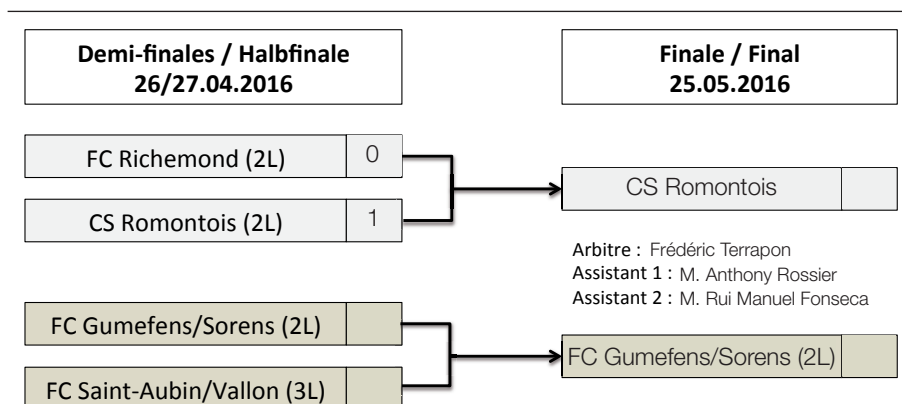 Demi-finales / Halbfinale
26/27.04.2016
Finale / Final
25.05.2016
FC Richemond (2L) 0
CS Romontois (2L) 1
CS Romontois
Arbitre : Frédéric Terrapon
Assistant 1 : M. Anthony Rossier
Assistant 2 : M. Rui Manuel Fonseca
FC Gumefens/Sorens (2L)
FC Saint-Aubin/Vallon (3L)
FC Gumefens/Sorens (2L)